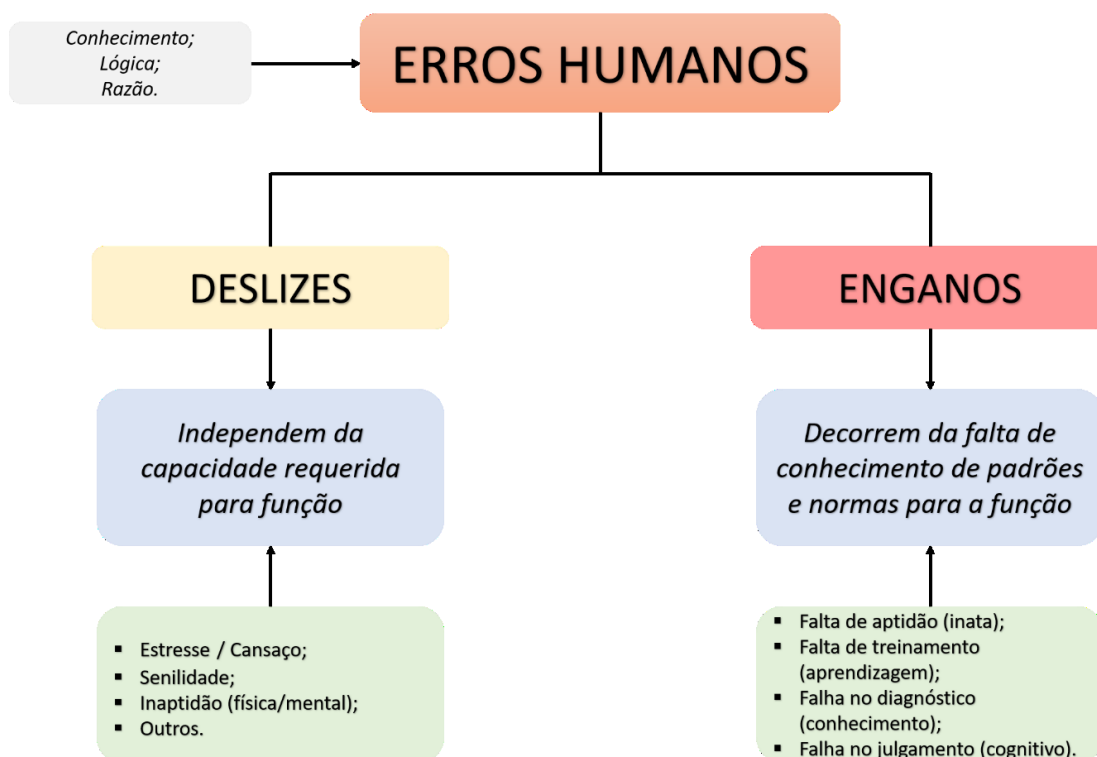 Conhecimento;
Lógica;
Razão.
ERROS HUMANOS
DESLIZES
ENGANOS
Independem da
capacidade requerida
para função
Decorrem da falta de
conhecimento de padrões
e normas para a função
▪ Estresse / Cansaço;
▪ Senilidade;
▪ Inaptidão (física/mental);
▪ Outros.
▪ Falta de aptidão (inata);
▪ Falta de treinamento
(aprendizagem);
▪ Falha no diagnóstico
(conhecimento);
▪ Falha no julgamento (cognitivo).